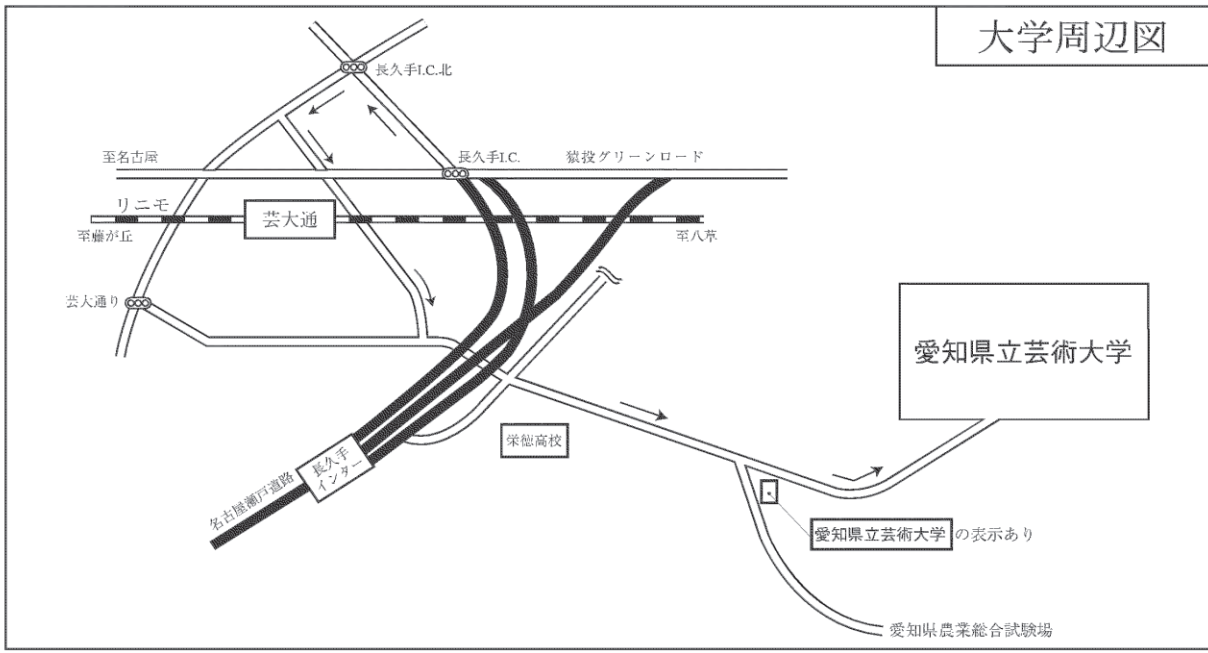 大学周辺図
長久手I.C.北
至名古屋
長久手I.C.
猿投グリーンロード
リニモ
芸大通
至藤が丘
至八草
芸大通り
愛知県立芸術大学
栄徳高校
長久手
インター
名古屋瀬戸道路
愛知県立芸術大学の表示あり
愛知県農業総合試験場